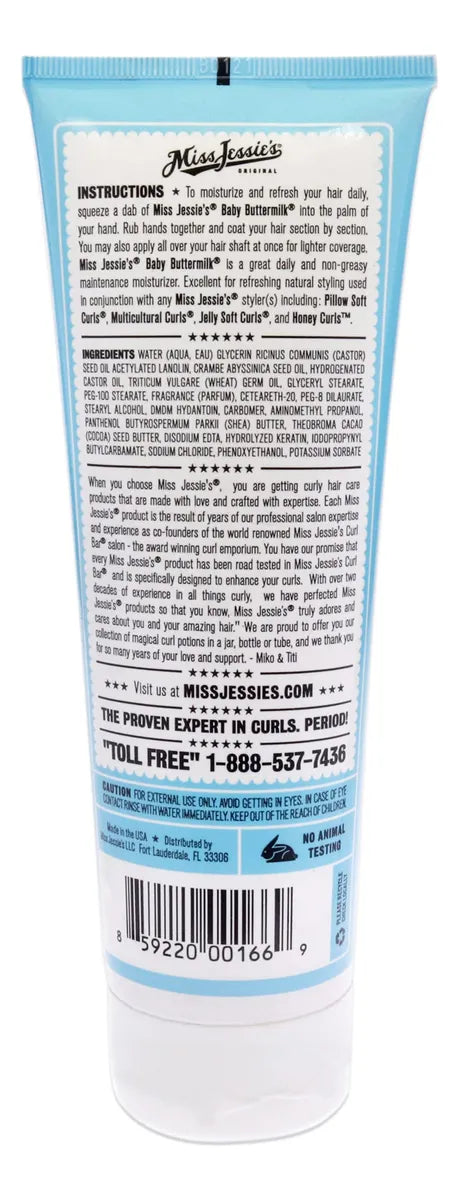 8012
Miss Jessie's®
ORIGINAL
INSTRUCTIONS ★ To moisturize and refresh your hair daily,
squeeze a dab of Miss Jessie's® Baby Buttermilk® into the palm of
your hand. Rub hands together and coat your hair section by section.
You may also apply all over your hair shaft at once for lighter coverage.
Miss Jessie's® Baby Buttermilk® is a great daily and non-greasy
maintenance moisturizer. Excellent for refreshing natural styling used
in conjunction with any Miss Jessie's® styler(s) including: Pillow Soft
Curls®, Multicultural Curls®, Jelly Soft Curls®, and Honey Curls™.
★★★★★★
INGREDIENTS WATER (AQUA, EAU) GLYCERIN RICINUS COMMUNIS (CASTOR)
SEED OIL ACETYLATED LANOLIN, CRAMBE ABYSSINICA SEED OIL, HYDROGENATED
CASTOR OIL, TRITICUM VULGARE (WHEAT) GERM OIL, GLYCERYL STEARATE,
PEG-100 STEARATE, FRAGRANCE (PARFUM), CETEARETH-20, PEG-8 DILAURATE,
STEARYL ALCOHOL, DMDM HYDANTOIN, CARBOMER, AMINOMETHYL PROPANOL,
PANTHENOL BUTYROSPERMUM PARKII (SHEA) BUTTER, THEOBROMA CACAO
(COCOA) SEED BUTTER, DISODIUM EDTA, HYDROLYZED KERATIN, IODOPROPYNYL
BUTYLCARBAMATE, SODIUM CHLORIDE, PHENOXYETHANOL, POTASSIUM SORBATE
★★★★★★
When you choose Miss Jessie's®, you are getting curly hair care
products that are made with love and crafted with expertise. Each Miss
Jessie's® product is the result of years of our professional salon expertise
and experience as co-founders of the world renowned Miss Jessie's Curl
Bar® salon - the award winning curl emporium. You have our promise that
every Miss Jessie's® product has been road tested in Miss Jessie's Curl
Bar® and is specifically designed to enhance your curls. With over two
decades of experience in all things curly, we have perfected Miss
Jessie's® products so that you know, Miss Jessie's® truly adores and
cares about you and your amazing hair." We are proud to offer you our
collection of magical curl potions in a jar, bottle or tube, and we thank you
for so many years of your love and support. - Miko & Titi
★★★★★★
★★★ Visit us at MISSJESSIES.COM ★★★
★★★★★★
THE PROVEN EXPERT IN CURLS. PERIOD!
★★★★★★
"TOLL FREE" 1-888-537-7436
CAUTION FOR EXTERNAL USE ONLY. AVOID GETTING IN EYES. IN CASE OF EYE
CONTACT RINSE WITH WATER IMMEDIATELY. KEEP OUT OF THE REACH OF CHILDREN.
Made in the USA ★ Distributed by
Miss Jessie's LLC Fort Lauderdale, FL 33306
NO ANIMAL
TESTING
PLEASE RECYCLE
CHECK LOCALLY
8 59220 00166 9